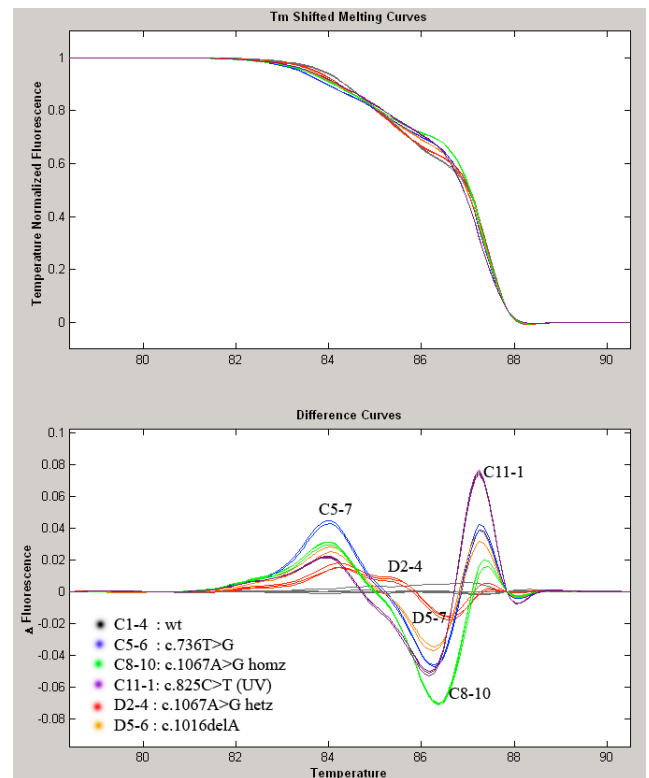 Tm Shifted Melting Curves
Temperature Normalized Fluorescence
1
0.8
0.6
0.4
0.2
0
80 82 84 86 88 90
Difference Curves
Δ Fluorescence
0.1
0.08
0.06
0.04
0.02
0
-0.02
-0.04
-0.06
-0.08
C5-7
C11-1
D2-4
D5-7
C8-10
C1-4 : wt
C5-6 : c.736T>G
C8-10: c.1067A>G homz
C11-1: c.825C>T (UV)
D2-4 : c.1067A>G hetz
D5-6 : c.1016delA
80 82 84 86 88 90
Temperature